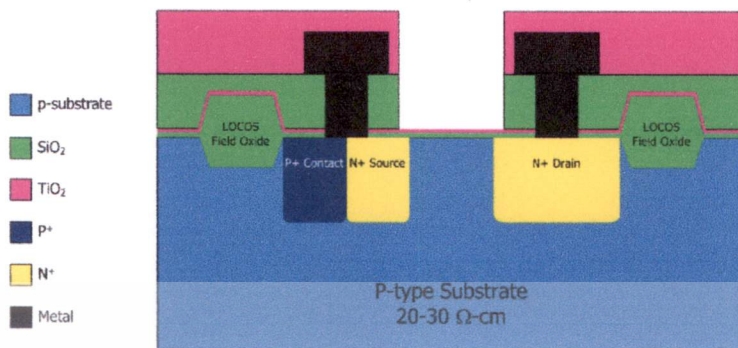 p-substrate
SiO₂
TiO₂
P⁺
N⁺
Metal
LOCOS
Field Oxide
P+ Contact
N+ Source
N+ Drain
LOCOS
Field Oxide
P-type Substrate
20-30 Ω-cm